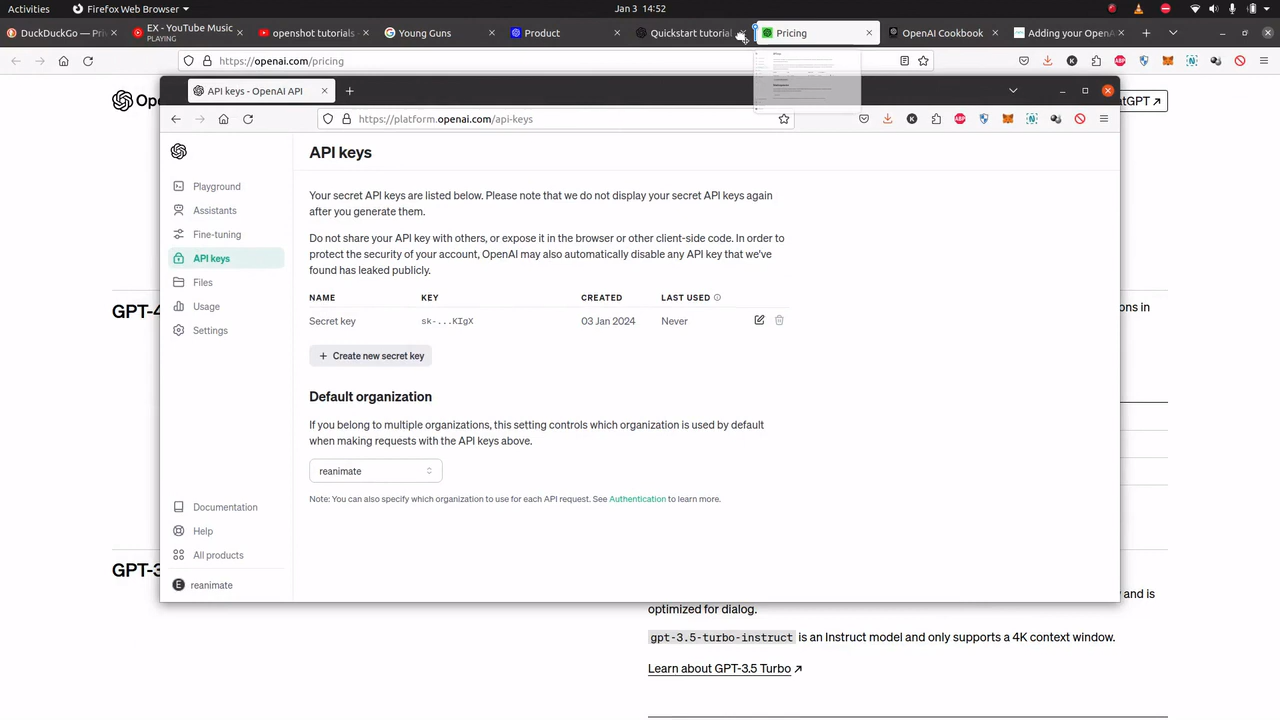 Activities
Firefox Web Browser
Jan 3 14:52
DuckDuckGo — Pro
EX - YouTube Music
PLAYING
openshot tutorials -
Young Guns
Product
Quickstart tutorial
Pricing
OpenAI Cookbook
Adding your OpenA
https://openai.com/pricing
API keys - OpenAI API
atGPT ↗
https://platform.openai.com/api-keys
API keys
Playground
Assistants
Fine-tuning
API keys
Files
Usage
Settings
Your secret API keys are listed below. Please note that we do not display your secret API keys again
after you generate them.
Do not share your API key with others, or expose it in the browser or other client-side code. In order to
protect the security of your account, OpenAI may also automatically disable any API key that we've
found has leaked publicly.
NAME KEY CREATED LAST USED
Secret key sk-...KIgX 03 Jan 2024 Never
+ Create new secret key
Default organization
If you belong to multiple organizations, this setting controls which organization is used by default
when making requests with the API keys above.
reanimate
Note: You can also specify which organization to use for each API request. See Authentication to learn more.
Documentation
Help
All products
E reanimate
GPT-4
ons in
GPT-3
y and is
optimized for dialog.
gpt-3.5-turbo-instruct is an Instruct model and only supports a 4K context window.
Learn about GPT-3.5 Turbo ↗